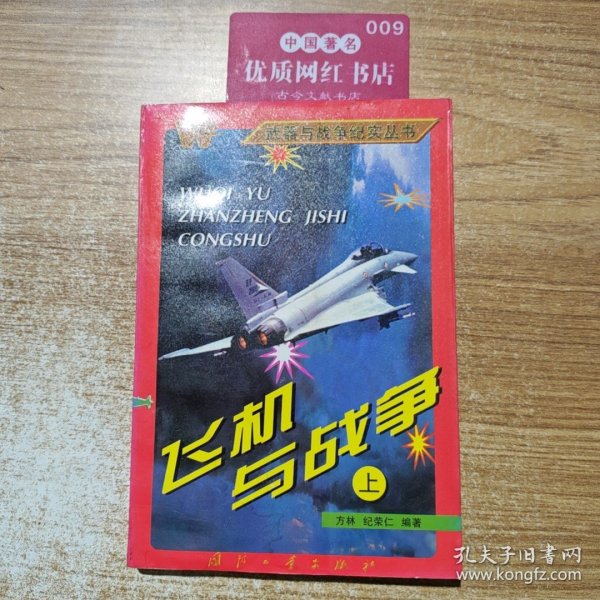 009
中国著名
优质网红书店
古今文献书店
武器与战争纪实丛书
WUQI YU
ZHANZHENG JISHI
CONGSHU
飞机
与战争
上
方林 纪荣仁 编著
国防工业出版社
孔夫子旧书网
www.kongfz.com